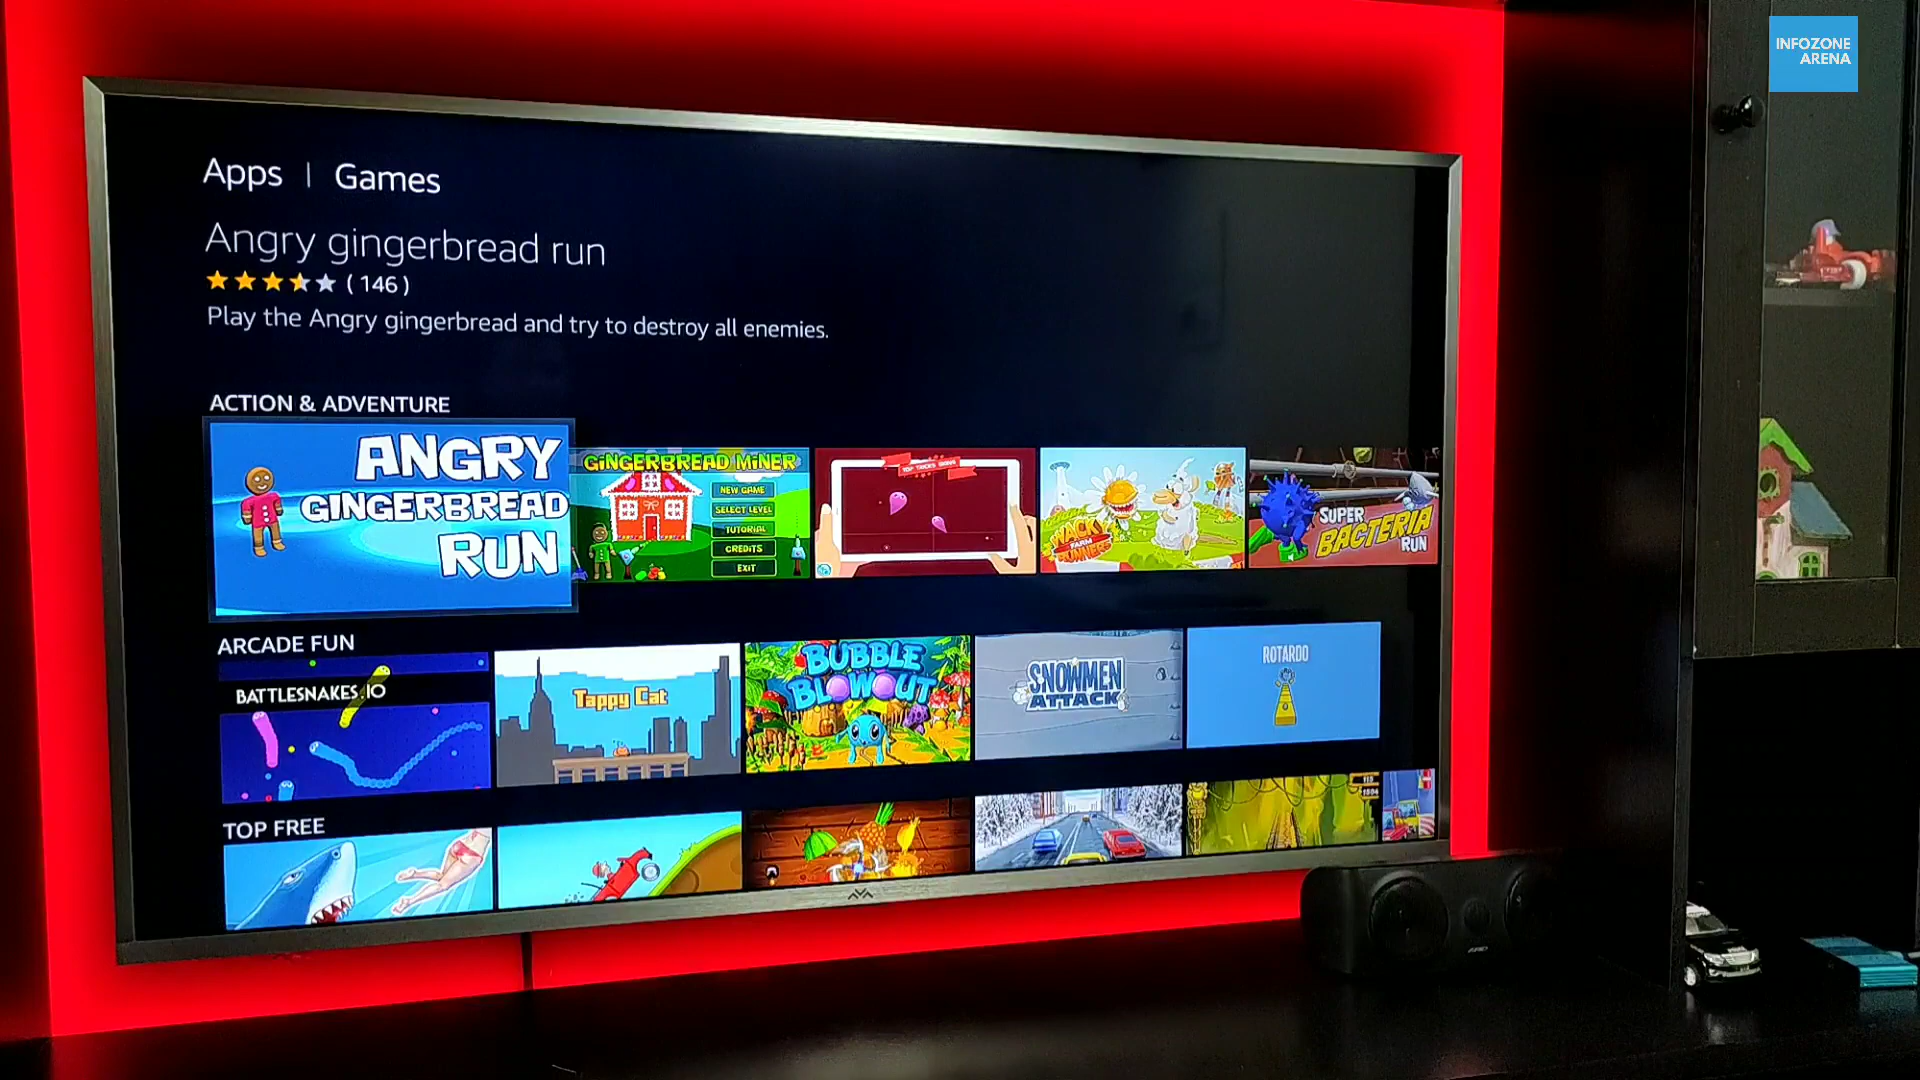 INFOZONE
ARENA
Apps | Games
Angry gingerbread run
(146)
Play the Angry gingerbread and try to destroy all enemies.
ACTION & ADVENTURE
ANGRY
GINGERBREAD
RUN
GINGERBREAD MINER
NEW GAME
SELECT LEVEL
TUTORIAL
CREDITS
EXIT
WACKY
FARM
RUNNERS
SUPER
BACTERIA
RUN
ARCADE FUN
BATTLESNAKES.IO
Tappy Cat
BUBBLE
BLOWOUT
SNOWMEN
ATTACK
ROTARDO
TOP FREE